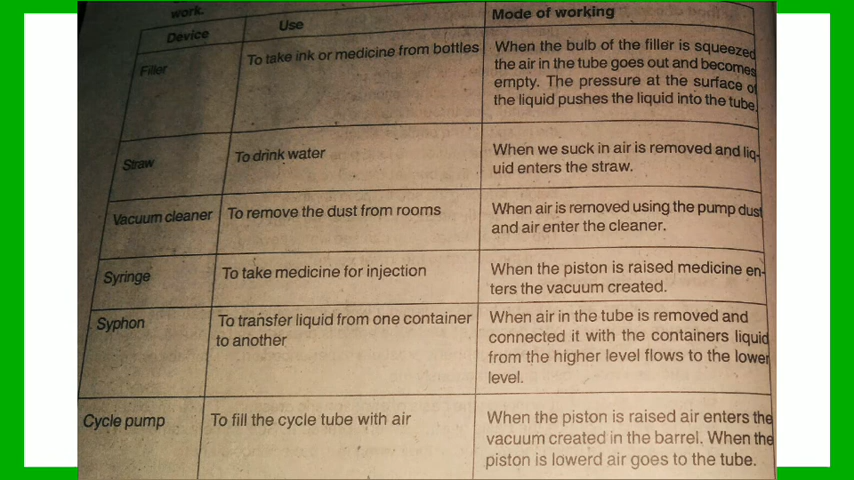 work.
Device
Use
Mode of working
Filler
To take ink or medicine from bottles
When the bulb of the filler is squeezed
the air in the tube goes out and becomes
empty. The pressure at the surface of
the liquid pushes the liquid into the tube.
Straw
To drink water
When we suck in air is removed and liq-
uid enters the straw.
Vacuum cleaner
To remove the dust from rooms
When air is removed using the pump dust
and air enter the cleaner.
Syringe
To take medicine for injection
When the piston is raised medicine en-
ters the vacuum created.
Syphon
To transfer liquid from one container
to another
When air in the tube is removed and
connected it with the containers liquid
from the higher level flows to the lower
level.
Cycle pump
To fill the cycle tube with air
When the piston is raised air enters the
vacuum created in the barrel. When the
piston is lowerd air goes to the tube.